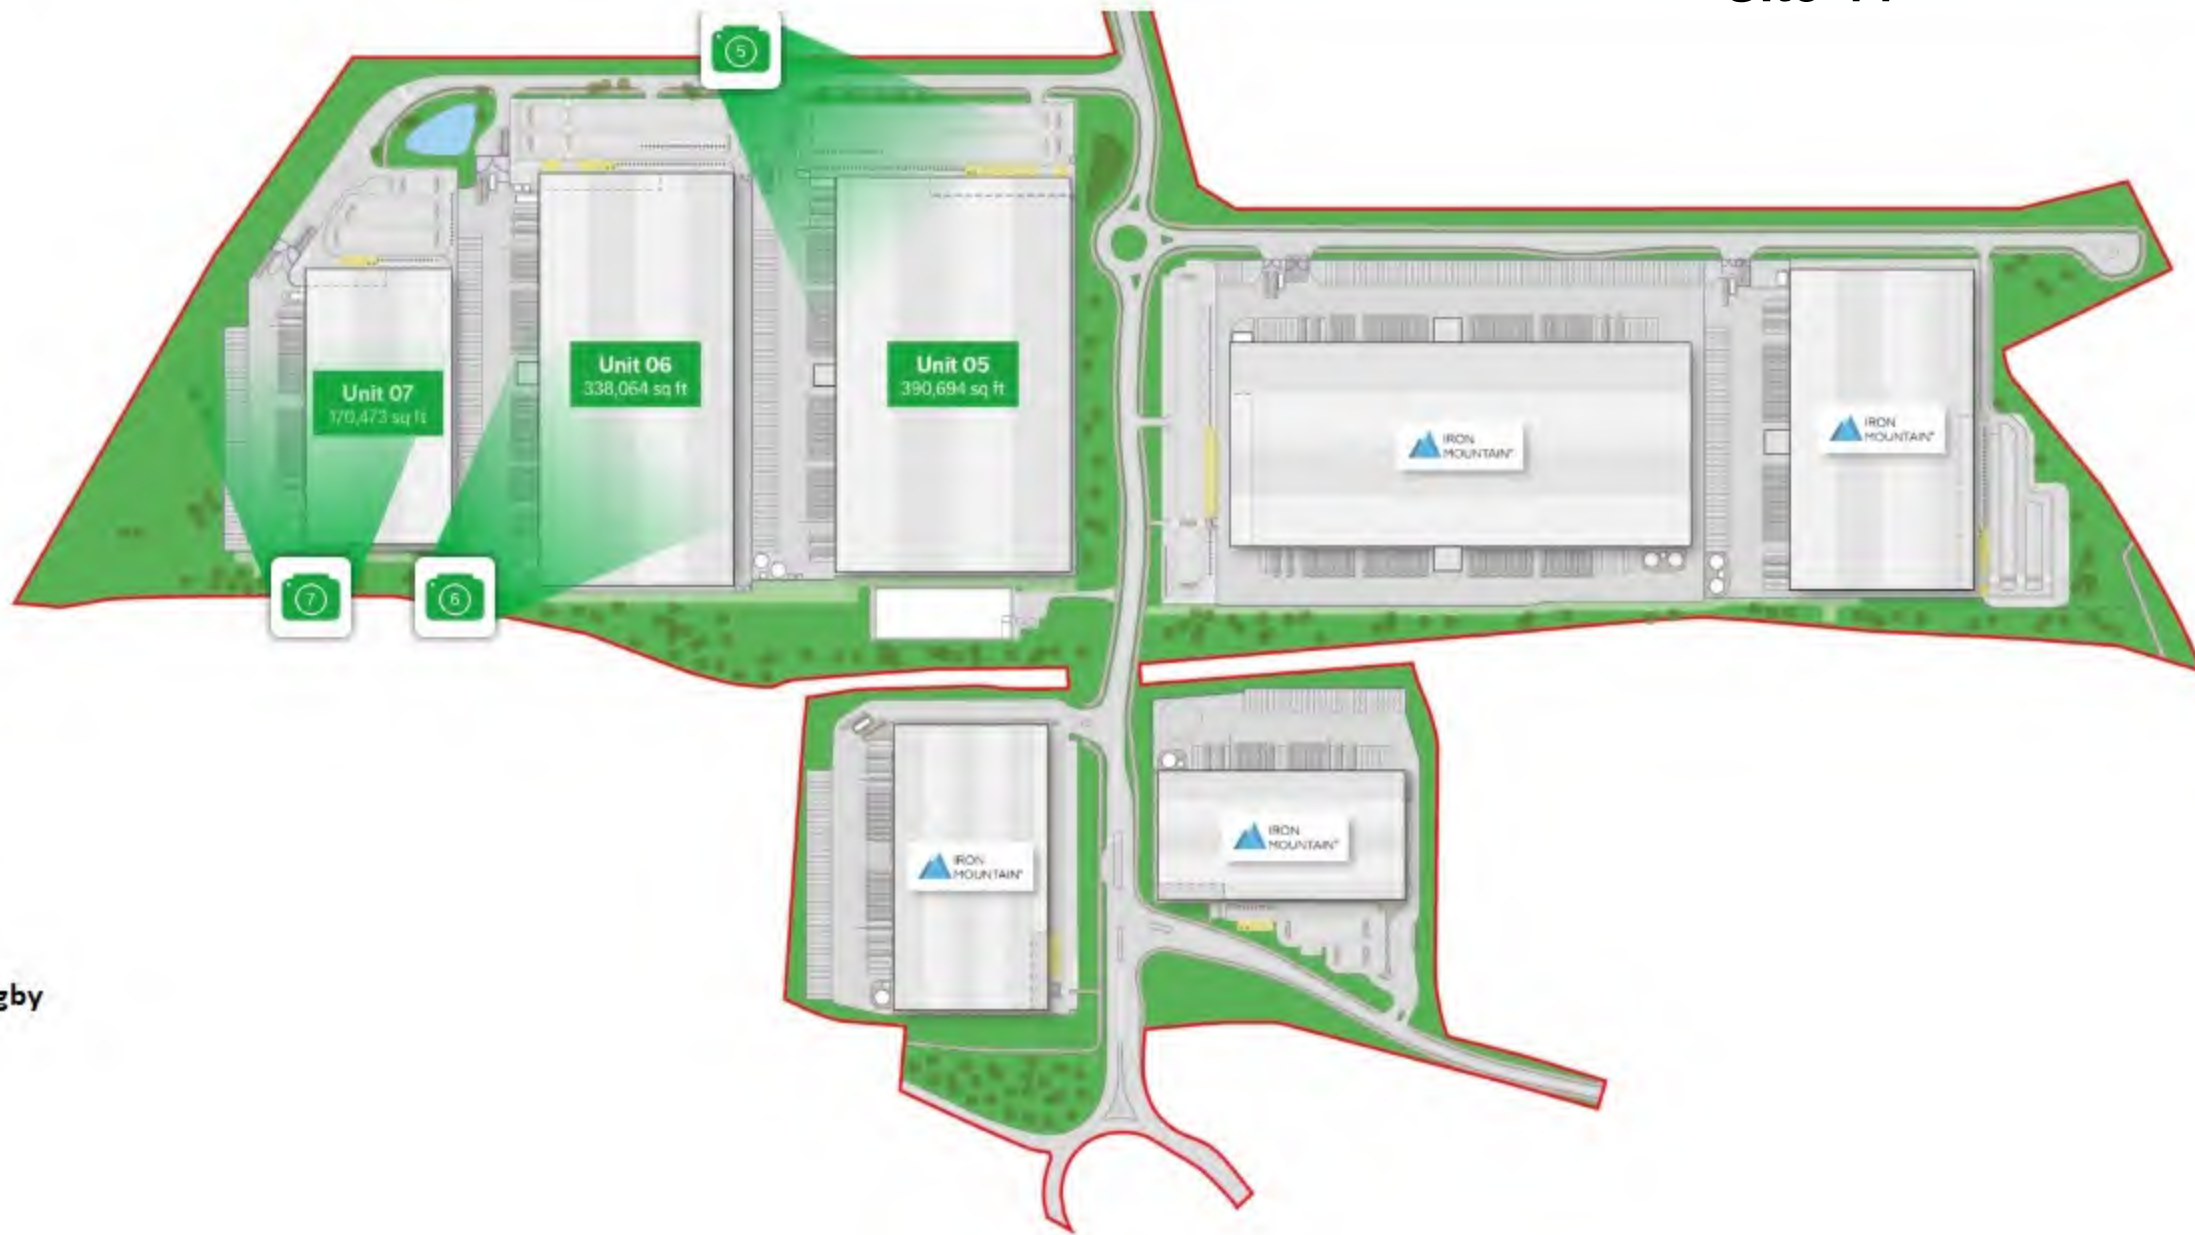 5
Unit 07
170,473 sq ft
Unit 06
338,064 sq ft
Unit 05
390,694 sq ft
IRON
MOUNTAIN®
IRON
MOUNTAIN®
7
6
IRON
MOUNTAIN®
IRON
MOUNTAIN®
gby